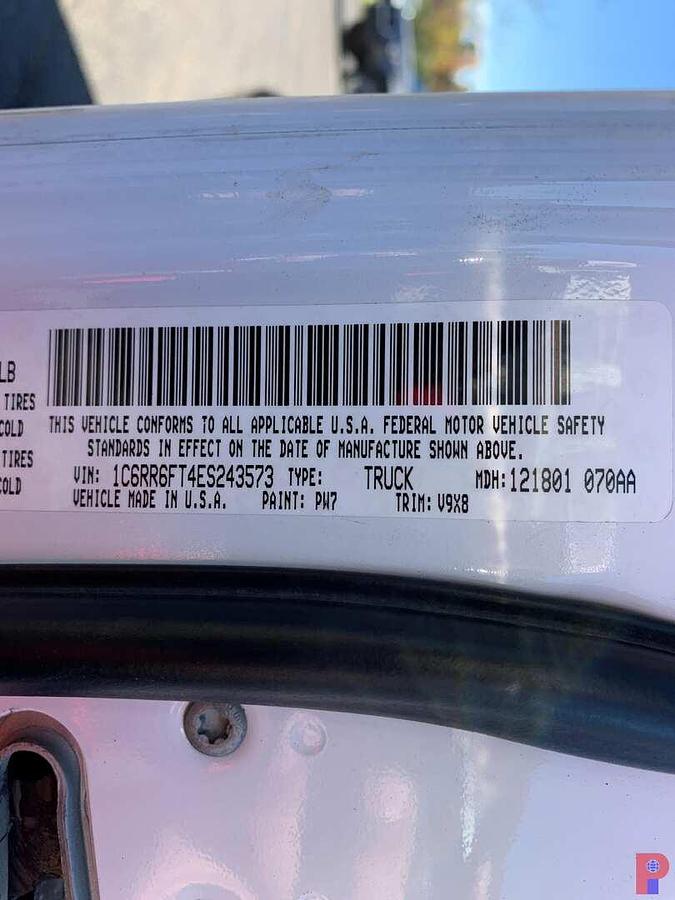 LB
TIRES
COLD
TIRES
COLD
THIS VEHICLE CONFORMS TO ALL APPLICABLE U.S.A. FEDERAL MOTOR VEHICLE SAFETY
STANDARDS IN EFFECT ON THE DATE OF MANUFACTURE SHOWN ABOVE.
VIN: 1C6RR6FT4ES243573 TYPE: TRUCK MDH:121801 070AA
VEHICLE MADE IN U.S.A. PAINT: PW7 TRIM: V9X8